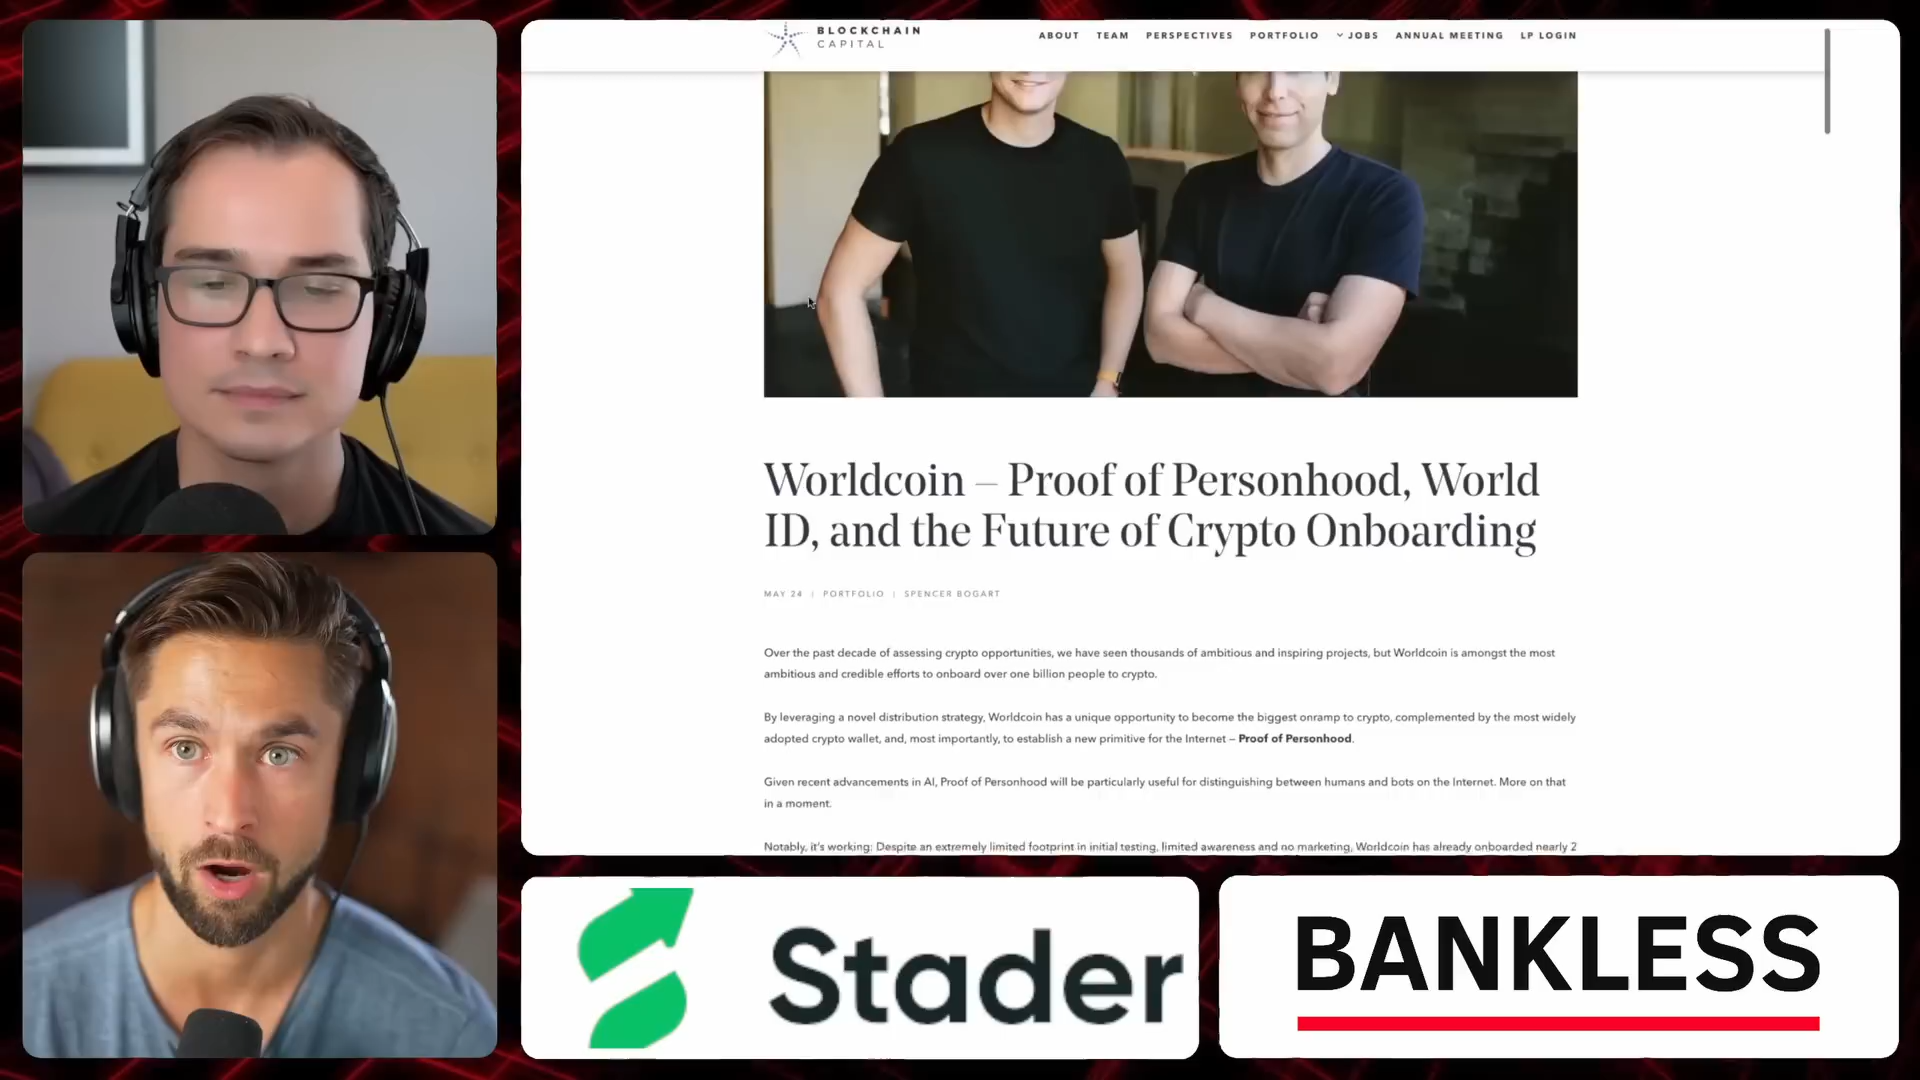 BLOCKCHAIN
CAPITAL
ABOUT TEAM PERSPECTIVES PORTFOLIO JOBS ANNUAL MEETING LP LOGIN
Worldcoin – Proof of Personhood, World
ID, and the Future of Crypto Onboarding
MAY 24 | PORTFOLIO | SPENCER BOGART
Over the past decade of assessing crypto opportunities, we have seen thousands of ambitious and inspiring projects, but Worldcoin is amongst the most
ambitious and credible efforts to onboard over one billion people to crypto.
By leveraging a novel distribution strategy, Worldcoin has a unique opportunity to become the biggest onramp to crypto, complemented by the most widely
adopted crypto wallet, and, most importantly, to establish a new primitive for the Internet – Proof of Personhood.
Given recent advancements in AI, Proof of Personhood will be particularly useful for distinguishing between humans and bots on the Internet. More on that
in a moment.
Notably, it's working: Despite an extremely limited footprint in initial testing, limited awareness and no marketing, Worldcoin has already onboarded nearly 2
Stader
BANKLESS